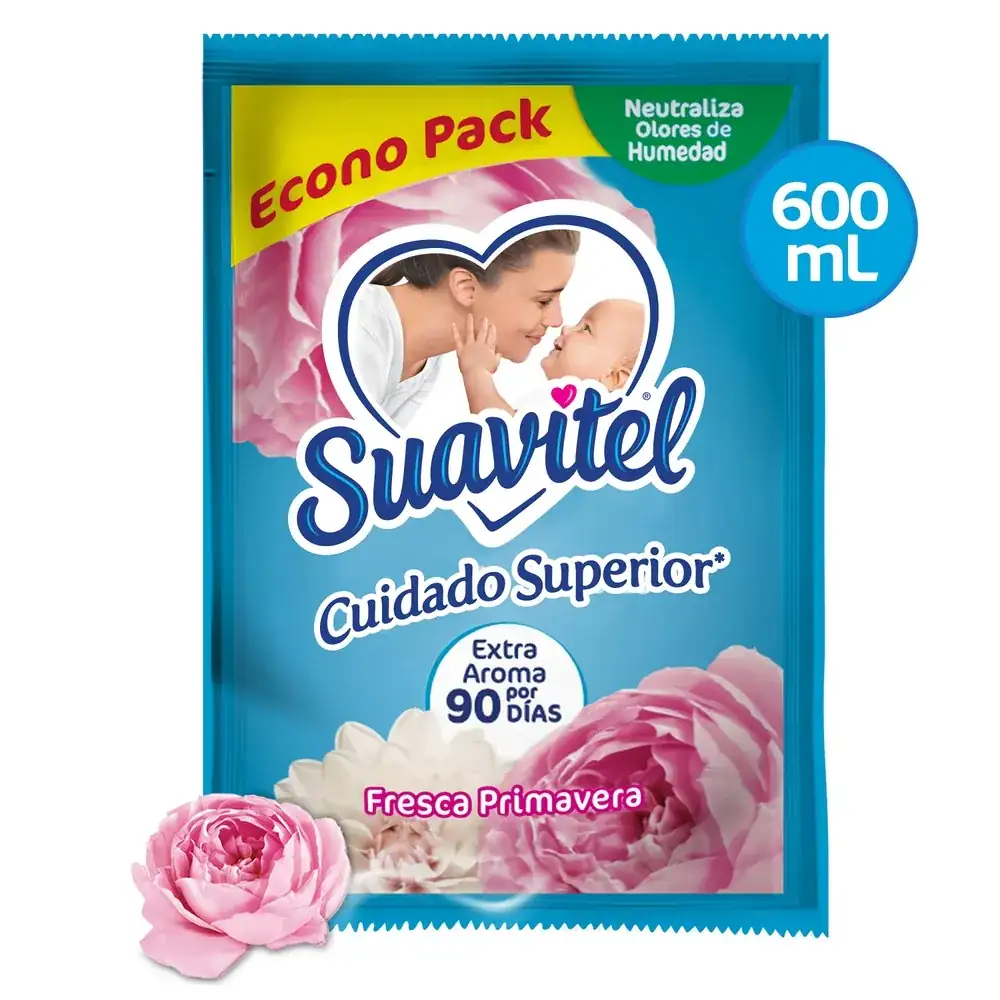 Econo Pack
Neutraliza
Olores de
Humedad
600
mL
Suavitel®
Cuidado Superior*
Extra
Aroma
90 por
DÍAS
Fresca Primavera